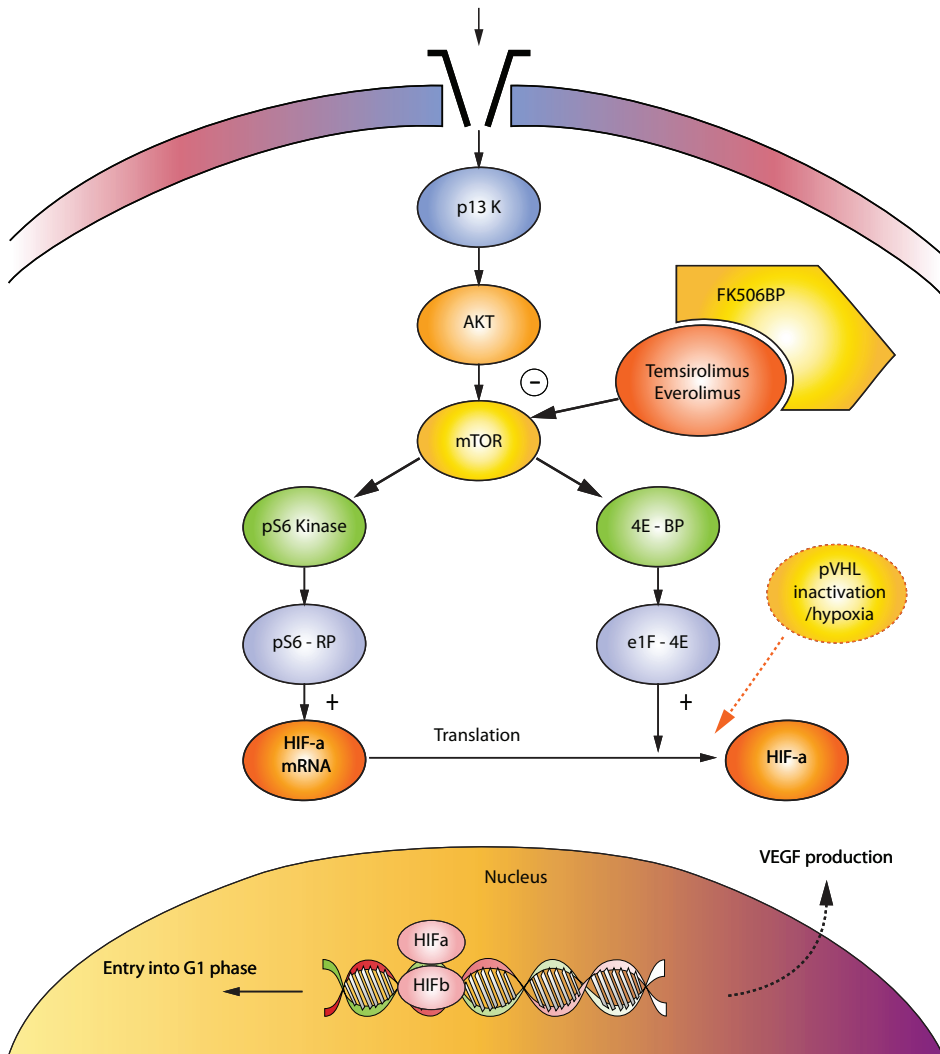 p13 K
AKT
FK506BP
Temsirolimus
Everolimus
−
mTOR
pS6 Kinase
4E - BP
pVHL
inactivation
/hypoxia
pS6 - RP
e1F - 4E
+
+
HIF-a
mRNA
Translation
HIF-a
VEGF production
Nucleus
HIFa
Entry into G1 phase
HIFb